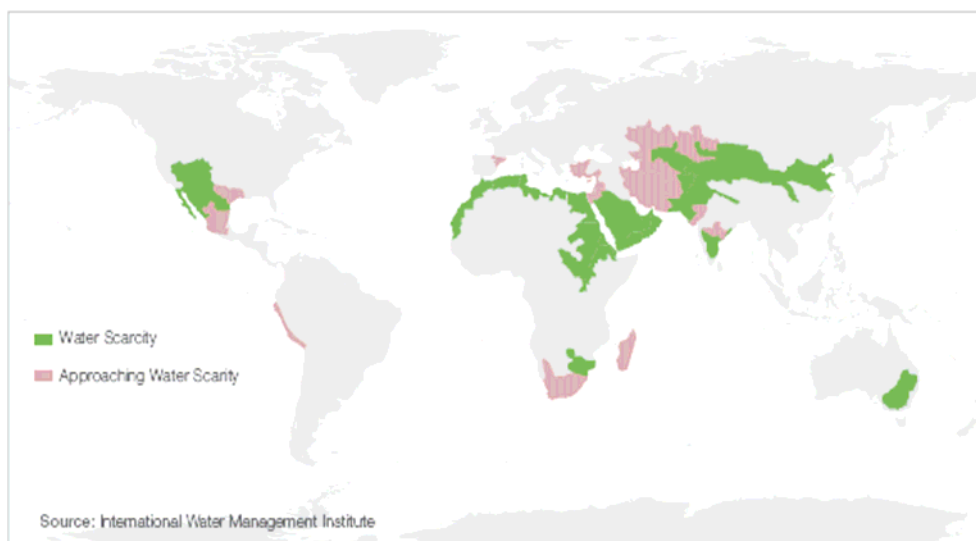 Water Scarcity
Approaching Water Scarity
Source: International Water Management Institute